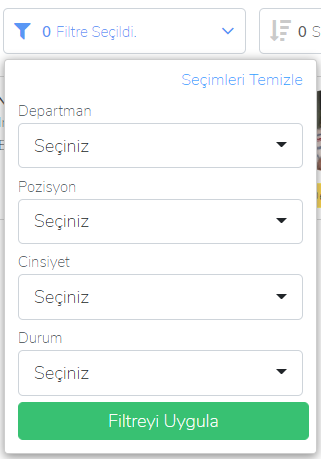 0 Filtre Seçildi.
0 S
Seçimleri Temizle
Departman
Seçiniz
Pozisyon
Seçiniz
Cinsiyet
Seçiniz
Durum
Seçiniz
Filtreyi Uygula